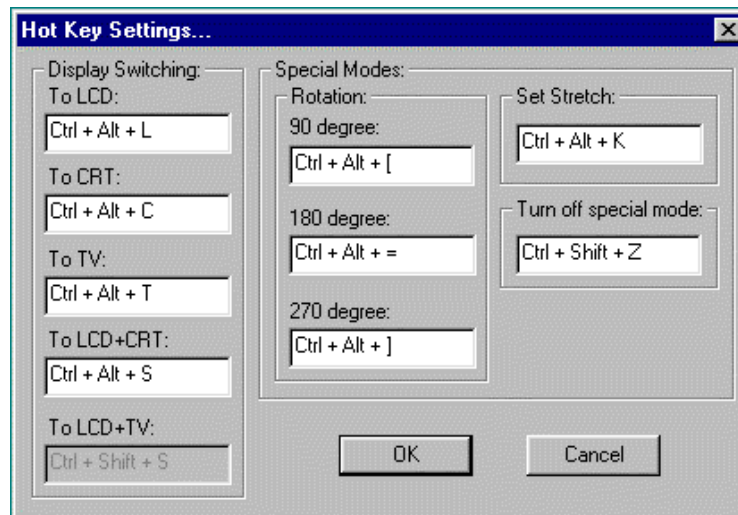 Hot Key Settings...
Display Switching:
To LCD:
Ctrl + Alt + L
To CRT:
Ctrl + Alt + C
To TV:
Ctrl + Alt + T
To LCD+CRT:
Ctrl + Alt + S
To LCD+TV:
Ctrl + Shift + S
Special Modes:
Rotation:
90 degree:
Ctrl + Alt + [
180 degree:
Ctrl + Alt + =
270 degree:
Ctrl + Alt + ]
Set Stretch:
Ctrl + Alt + K
Turn off special mode:
Ctrl + Shift + Z
OK
Cancel